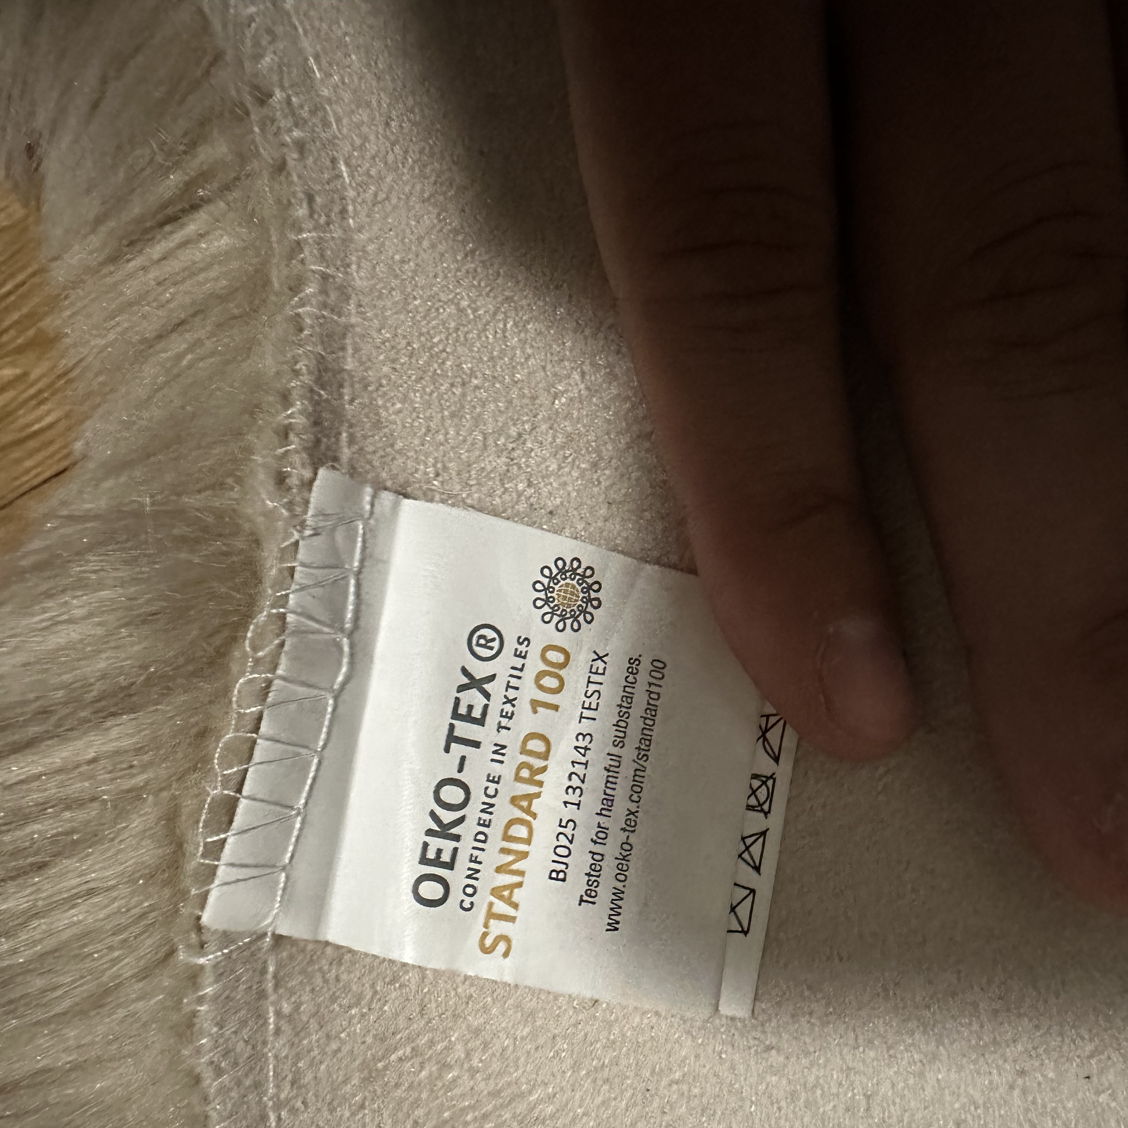 OEKO-TEX®
CONFIDENCE IN TEXTILES
STANDARD 100
BJ025 132143 TESTEX
Tested for harmful substances.
www.oeko-tex.com/standard100